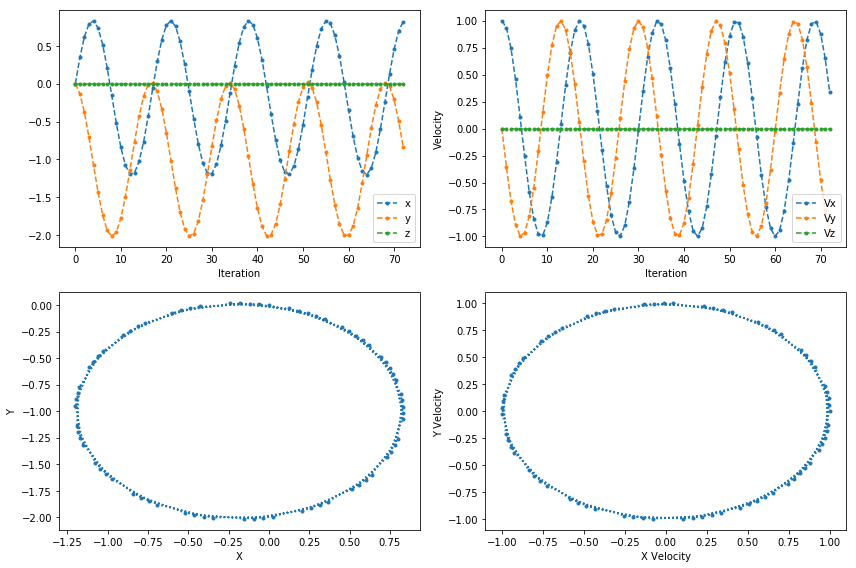 0.5
0.0
−0.5
−1.0
−1.5
−2.0
0 10 20 30 40 50 60 70
Iteration
x
y
z
Velocity
1.00
0.75
0.50
0.25
0.00
−0.25
−0.50
−0.75
−1.00
0 10 20 30 40 50 60 70
Iteration
Vx
Vy
Vz
Y
0.00
−0.25
−0.50
−0.75
−1.00
−1.25
−1.50
−1.75
−2.00
−1.25 −1.00 −0.75 −0.50 −0.25 0.00 0.25 0.50 0.75
X
Y Velocity
1.00
0.75
0.50
0.25
0.00
−0.25
−0.50
−0.75
−1.00
−1.00 −0.75 −0.50 −0.25 0.00 0.25 0.50 0.75 1.00
X Velocity